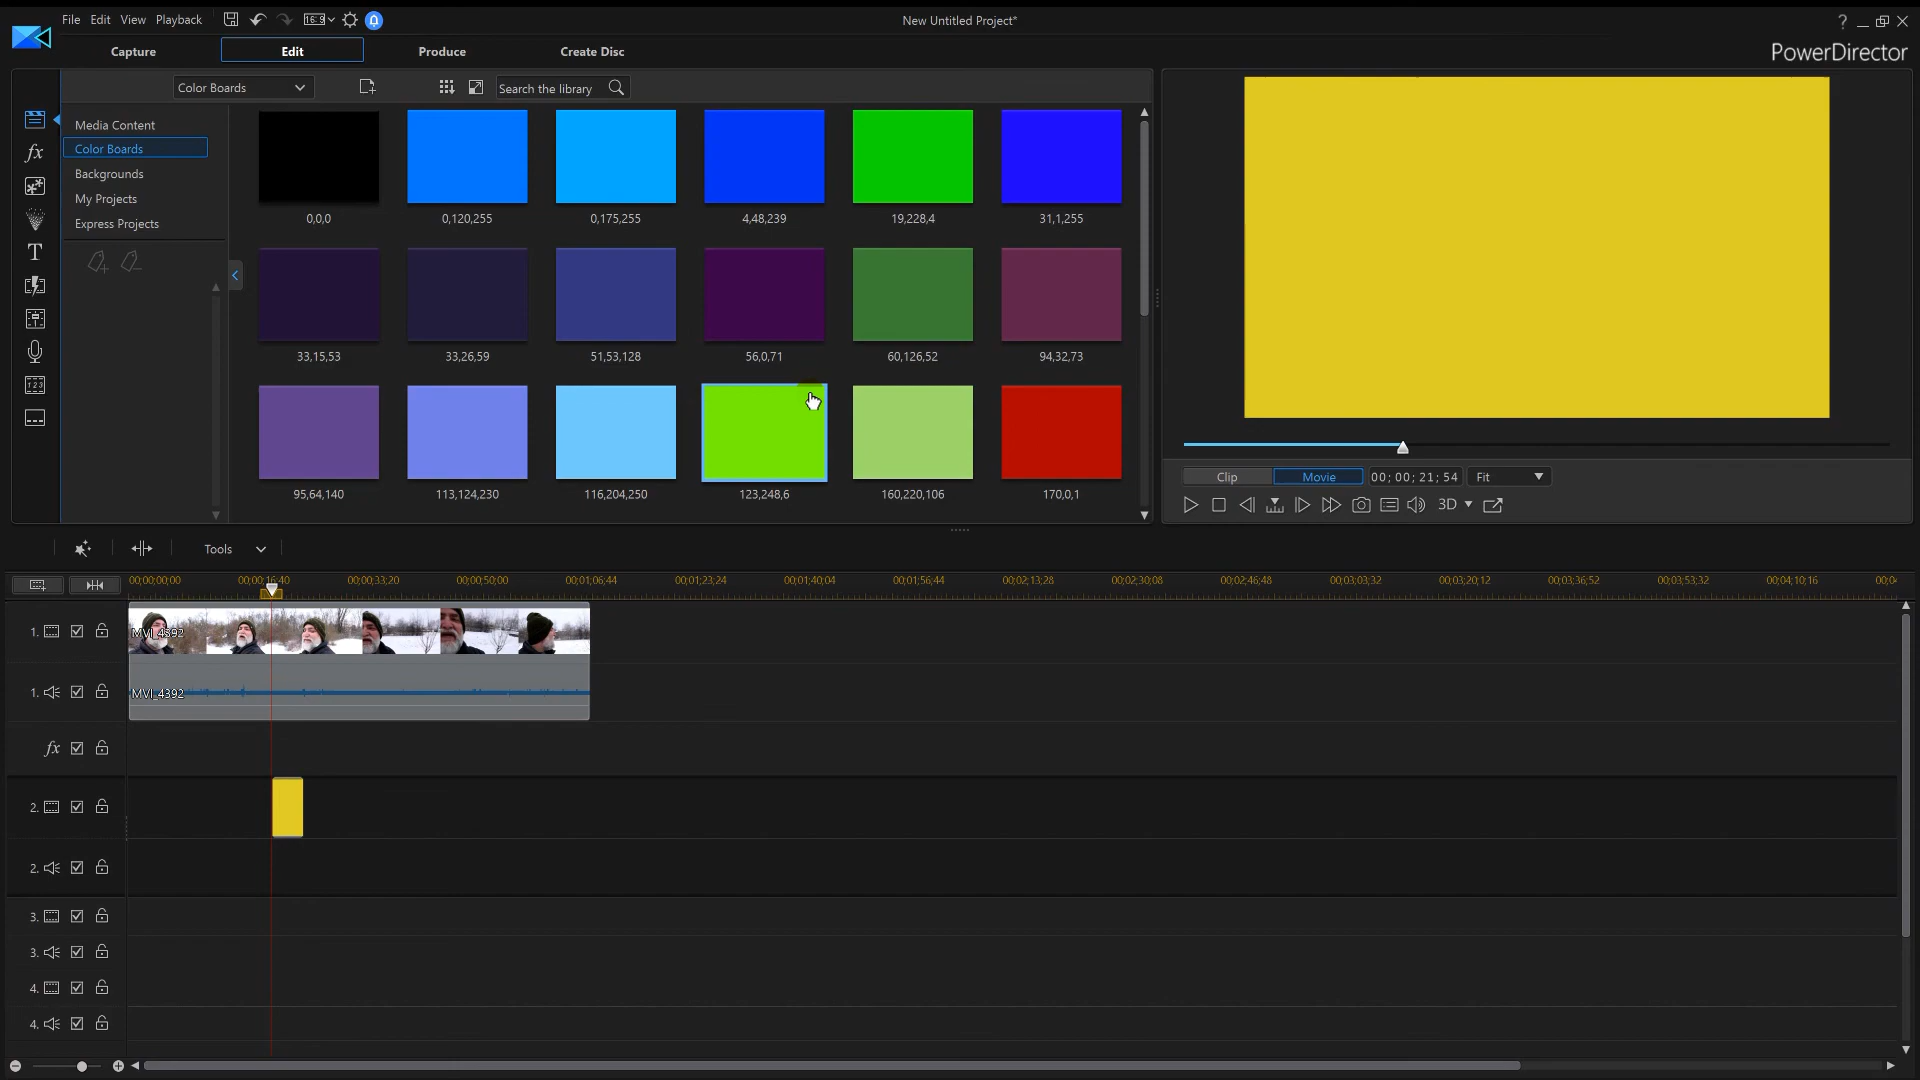 File Edit View Playback 16:9 New Untitled Project* ?
Capture Edit Produce Create Disc PowerDirector
Color Boards Search the library
Media Content
Color Boards
Backgrounds
My Projects
Express Projects
0,0,0 0,120,255 0,175,255 4,48,239 19,228,4 31,1,255
33,15,53 33,26,59 51,53,128 56,0,71 60,126,52 94,32,73
95,64,140 113,124,230 116,204,250 123,248,6 160,220,106 170,0,1
fx
T
123
Clip Movie 00; 00; 21; 54 Fit
3D
Tools
00;00;00;00 00;00;16;40 00;00;33;20 00;00;50;00 00;01;06;44 00;01;23;24 00;01;40;04 00;01;56;44 00;02;13;28 00;02;30;08 00;02;46;48 00;03;03;32 00;03;20;12 00;03;36;52 00;03;53;32 00;04;10;16 00;04
1. MVI_4392
1. MVI_4392
fx
2.
2.
3.
3.
4.
4.